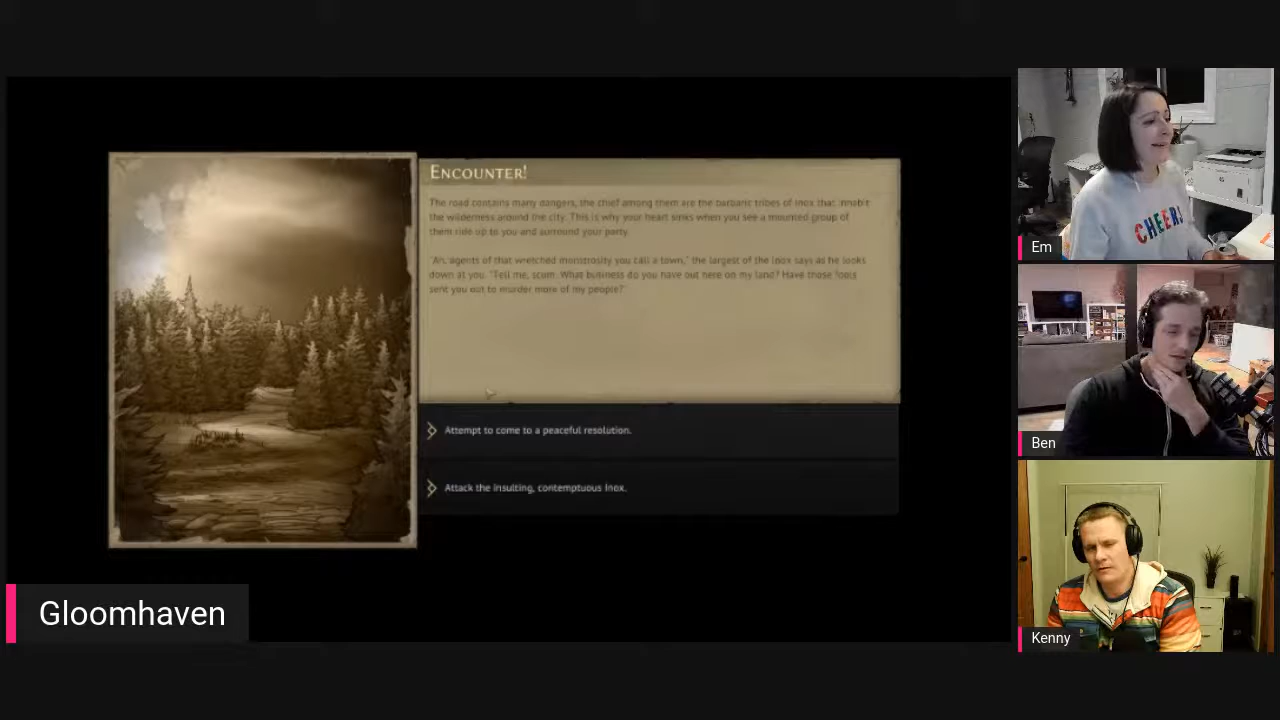 ENCOUNTER!
The road contains many dangers, the chief among them are the barbaric tribes of Inox that inhabit
the wilderness around the city. This is why your heart sinks when you see a mounted group of
them ride up to you and surround your party.
"Ah, agents of that wretched monstrosity you call a town," the largest of the Inox says as he looks
down at you. "Tell me, scum. What business do you have out here on my land? Have those fools
sent you out to murder more of my people?"
Attempt to come to a peaceful resolution.
Attack the insulting, contemptuous Inox.
Gloomhaven
CHEERS
Em
Ben
Kenny